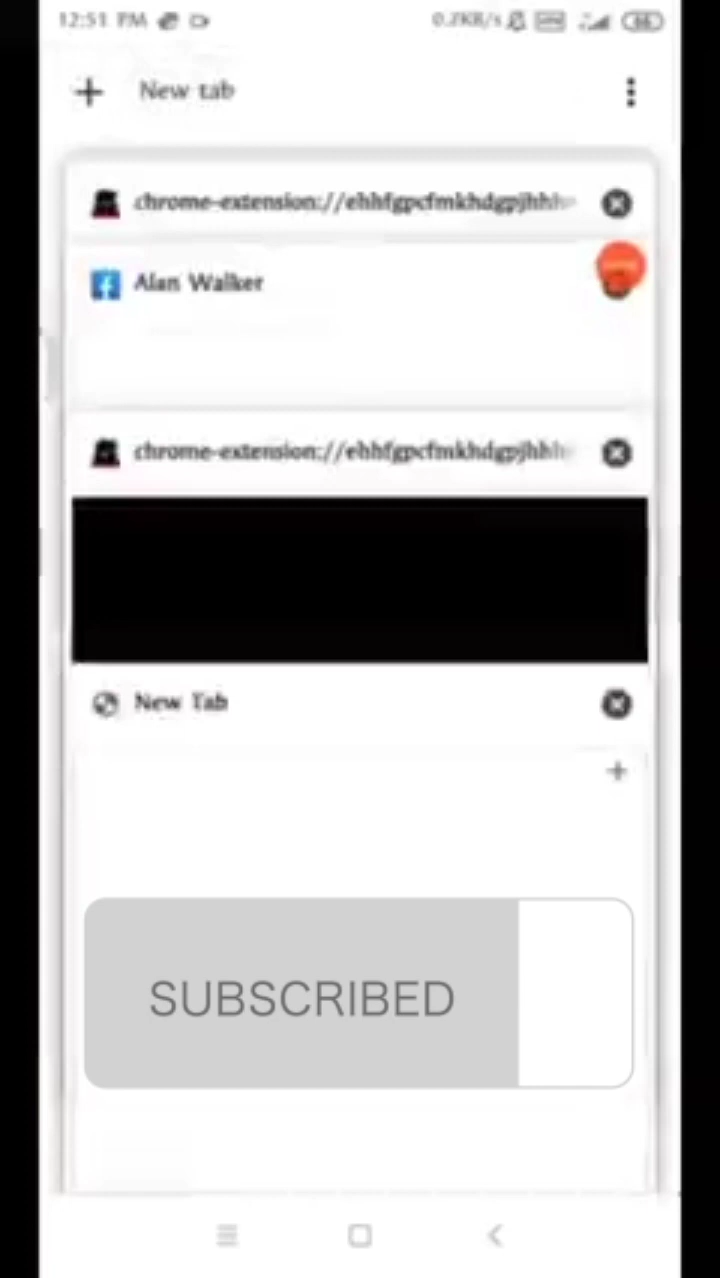 12:51 PM
New tab
chrome-extension://ehhfgpcfmkhdgpjhhh
Alan Walker
chrome-extension://ehhfgpcfmkhdgpjhhh
New Tab
SUBSCRIBED